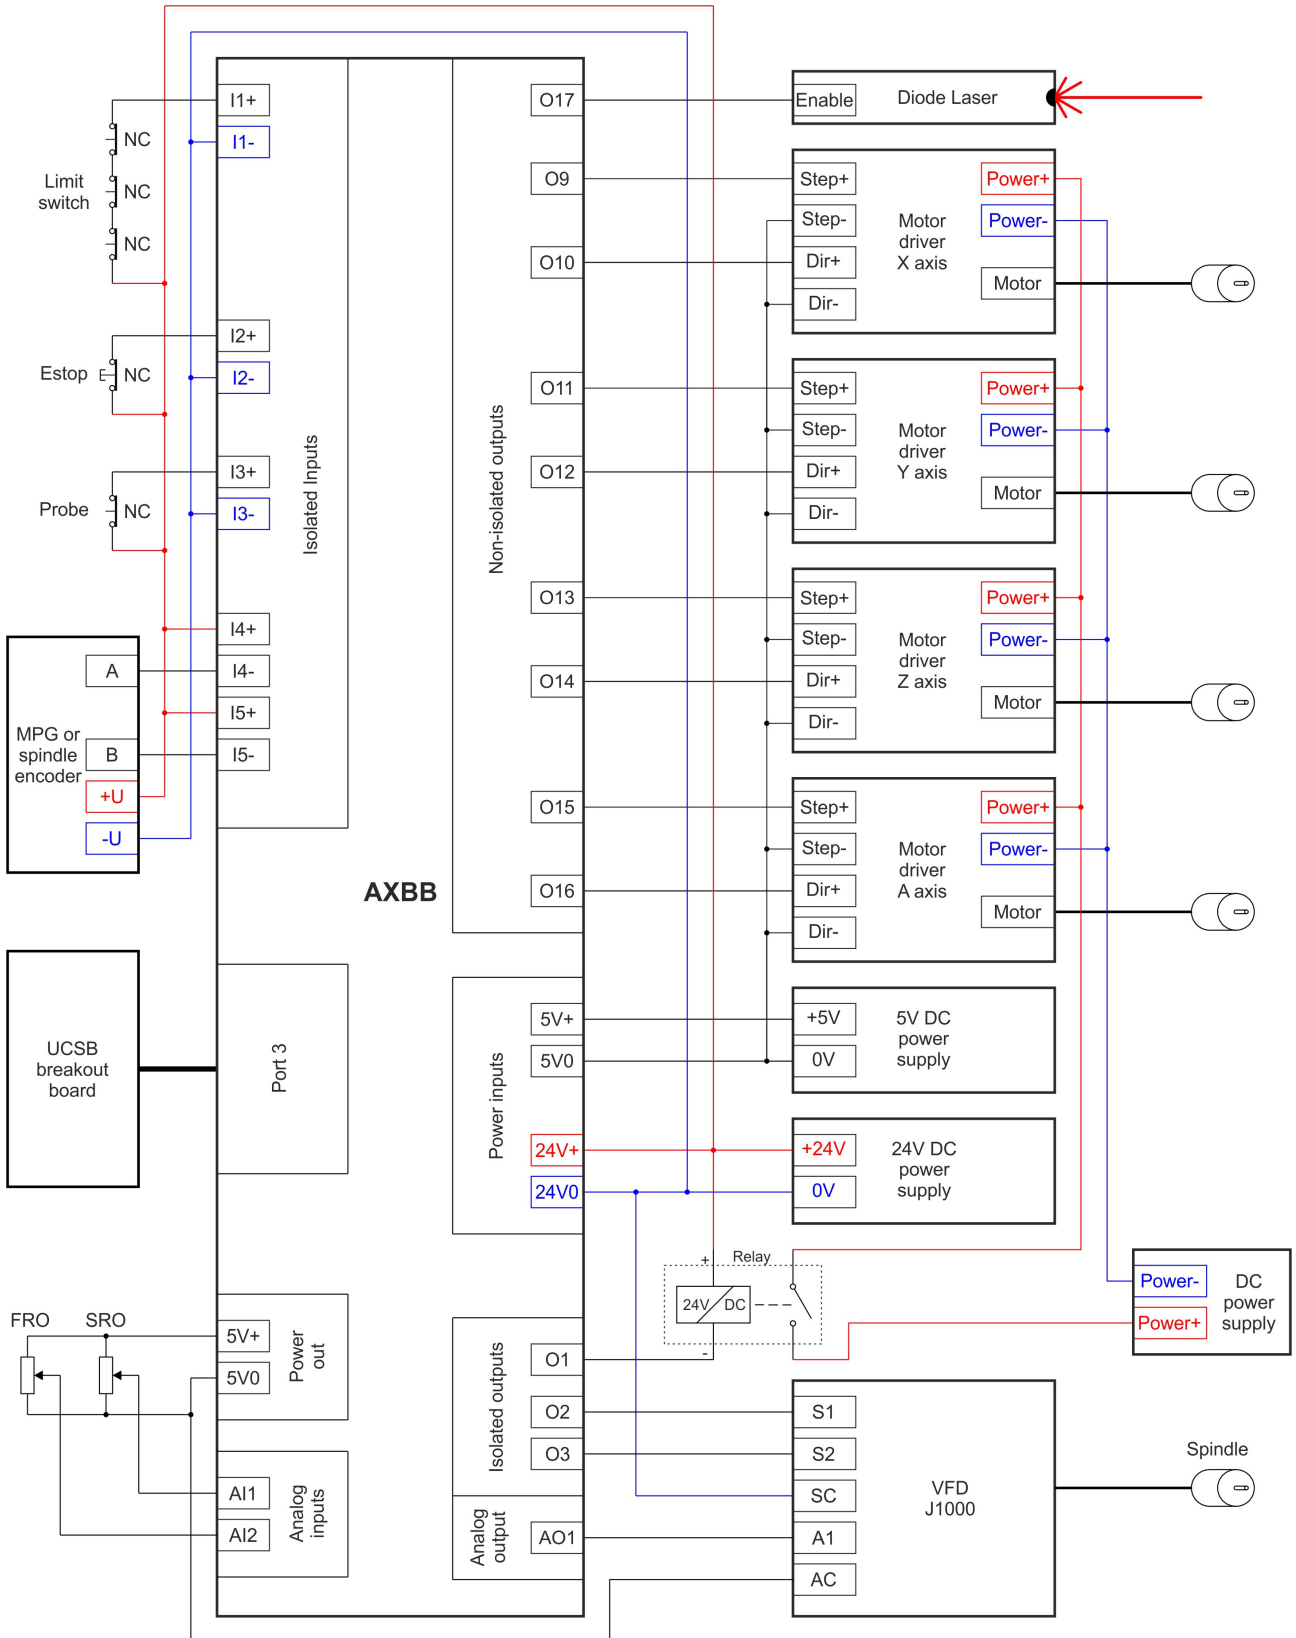 I1+
NC
I1-
Limit
switch
NC
NC
I2+
Estop
NC
I2-
I3+
Probe
NC
I3-
Isolated Inputs
I4+
A
I4-
I5+
MPG or
spindle
encoder
B
I5-
+U
-U
AXBB
UCSB
breakout
board
Port 3
FRO
SRO
5V+
5V0
Power
out
AI1
AI2
Analog
inputs
Non-isolated outputs
O17
O9
O10
O11
O12
O13
O14
O15
O16
Power inputs
5V+
5V0
24V+
24V0
Isolated outputs
O1
O2
O3
Analog
output
AO1
Enable
Diode Laser
Step+
Step-
Dir+
Dir-
Motor
driver
X axis
Power+
Power-
Motor
Step+
Step-
Dir+
Dir-
Motor
driver
Y axis
Power+
Power-
Motor
Step+
Step-
Dir+
Dir-
Motor
driver
Z axis
Power+
Power-
Motor
Step+
Step-
Dir+
Dir-
Motor
driver
A axis
Power+
Power-
Motor
+5V
0V
5V DC
power
supply
+24V
0V
24V DC
power
supply
+
Relay
24V
DC
-
Power-
Power+
DC
power
supply
S1
S2
SC
A1
AC
VFD
J1000
Spindle